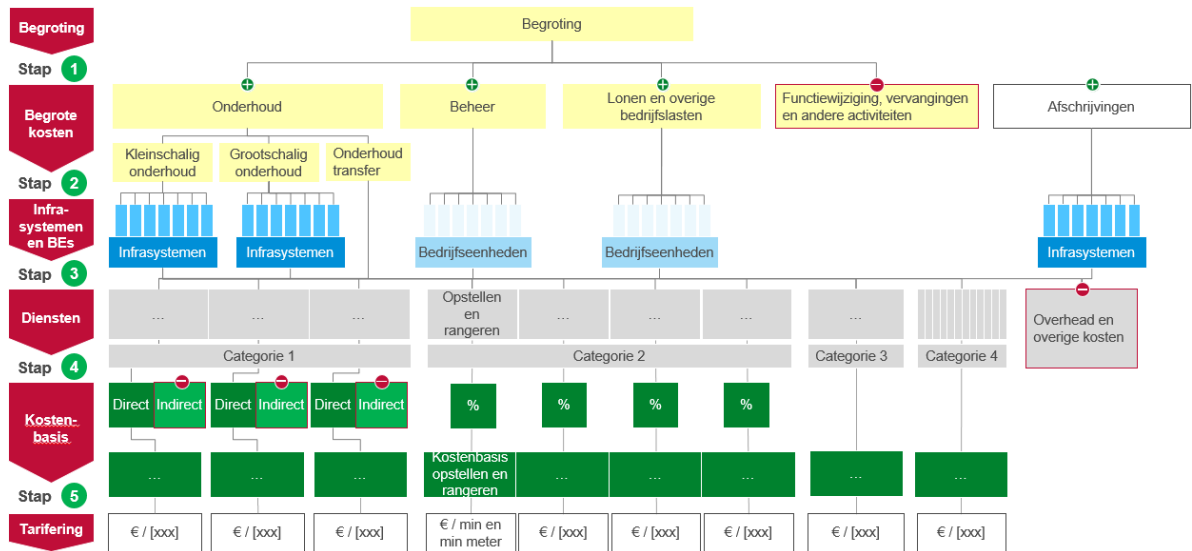 Begroting
Begroting
Stap 1
Begrote
kosten
Onderhoud
Beheer
Lonen en overige
bedrijfslasten
Functiewijziging, vervangingen
en andere activiteiten
Afschrijvingen
Kleinschalig
onderhoud
Grootschalig
onderhoud
Onderhoud
transfer
Stap 2
Infra-
systemen
en BEs
Infrasystemen
Infrasystemen
Bedrijfseenheden
Bedrijfseenheden
Infrasystemen
Stap 3
Diensten
...
...
...
Opstellen
en
rangeren
...
...
...
...
...
Overhead en
overige kosten
Stap 4
Categorie 1
Categorie 2
Categorie 3
Categorie 4
Kosten-
basis
Direct
Indirect
Direct
Indirect
Direct
Indirect
%
%
%
%
...
...
...
Kostenbasis
opstellen en
rangeren
...
...
...
...
...
Stap 5
Tarifering
€ / [xxx]
€ / [xxx]
€ / [xxx]
€ / min en
min meter
€ / [xxx]
€ / [xxx]
€ / [xxx]
€ / [xxx]
€ / [xxx]